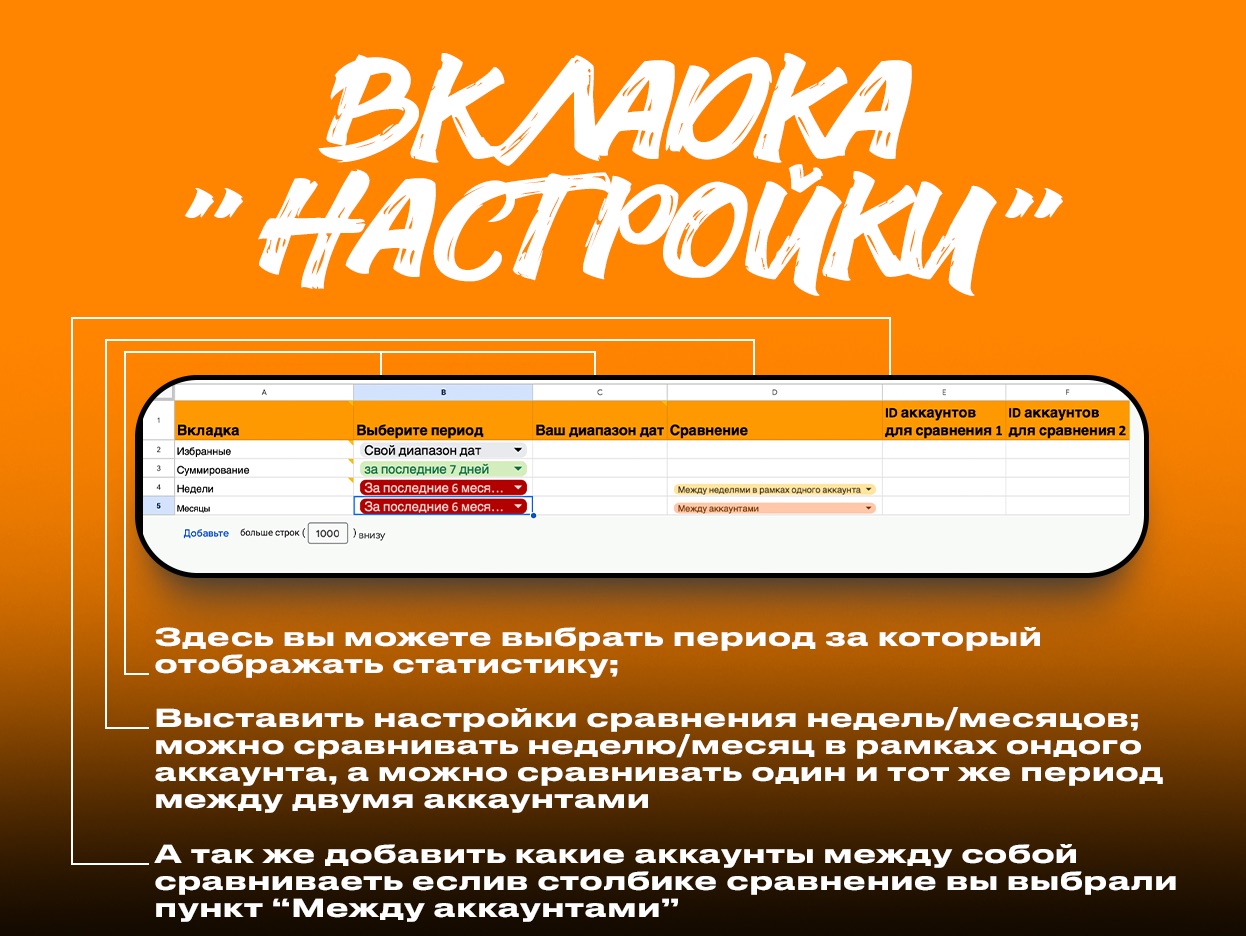 ВКЛАДКА
"НАСТРОЙКИ"
A B C D E F
1 Вкладка Выберите период Ваш диапазон дат Сравнение ID аккаунтов для сравнения 1 ID аккаунтов для сравнения 2
2 Избранные Свой диапазон дат
3 Суммирование за последние 7 дней
4 Недели За последние 6 меся... Между неделями в рамках одного аккаунта
5 Месяцы За последние 6 меся... Между аккаунтами
Добавьте больше строк ( 1000 ) внизу
Здесь вы можете выбрать период за который
отображать статистику;
Выставить настройки сравнения недель/месяцов;
можно сравнивать неделю/месяц в рамках ондого
аккаунта, а можно сравнивать один и тот же период
между двумя аккаунтами
А так же добавить какие аккаунты между собой
сравниваеть еслив столбике сравнение вы выбрали
пункт “Между аккаунтами”